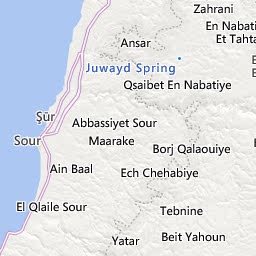 Zahrani
En Nabati
Et Tahta
Ansar
Juwayd Spring
Qsaibet En Nabatiye
Şūr
Abbassiyet Sour
Sour
Maarake
Borj Qalaouiye
Ain Baal
Ech Chehabiye
El Qlaile Sour
Tebnine
Yatar
Beit Yahoun